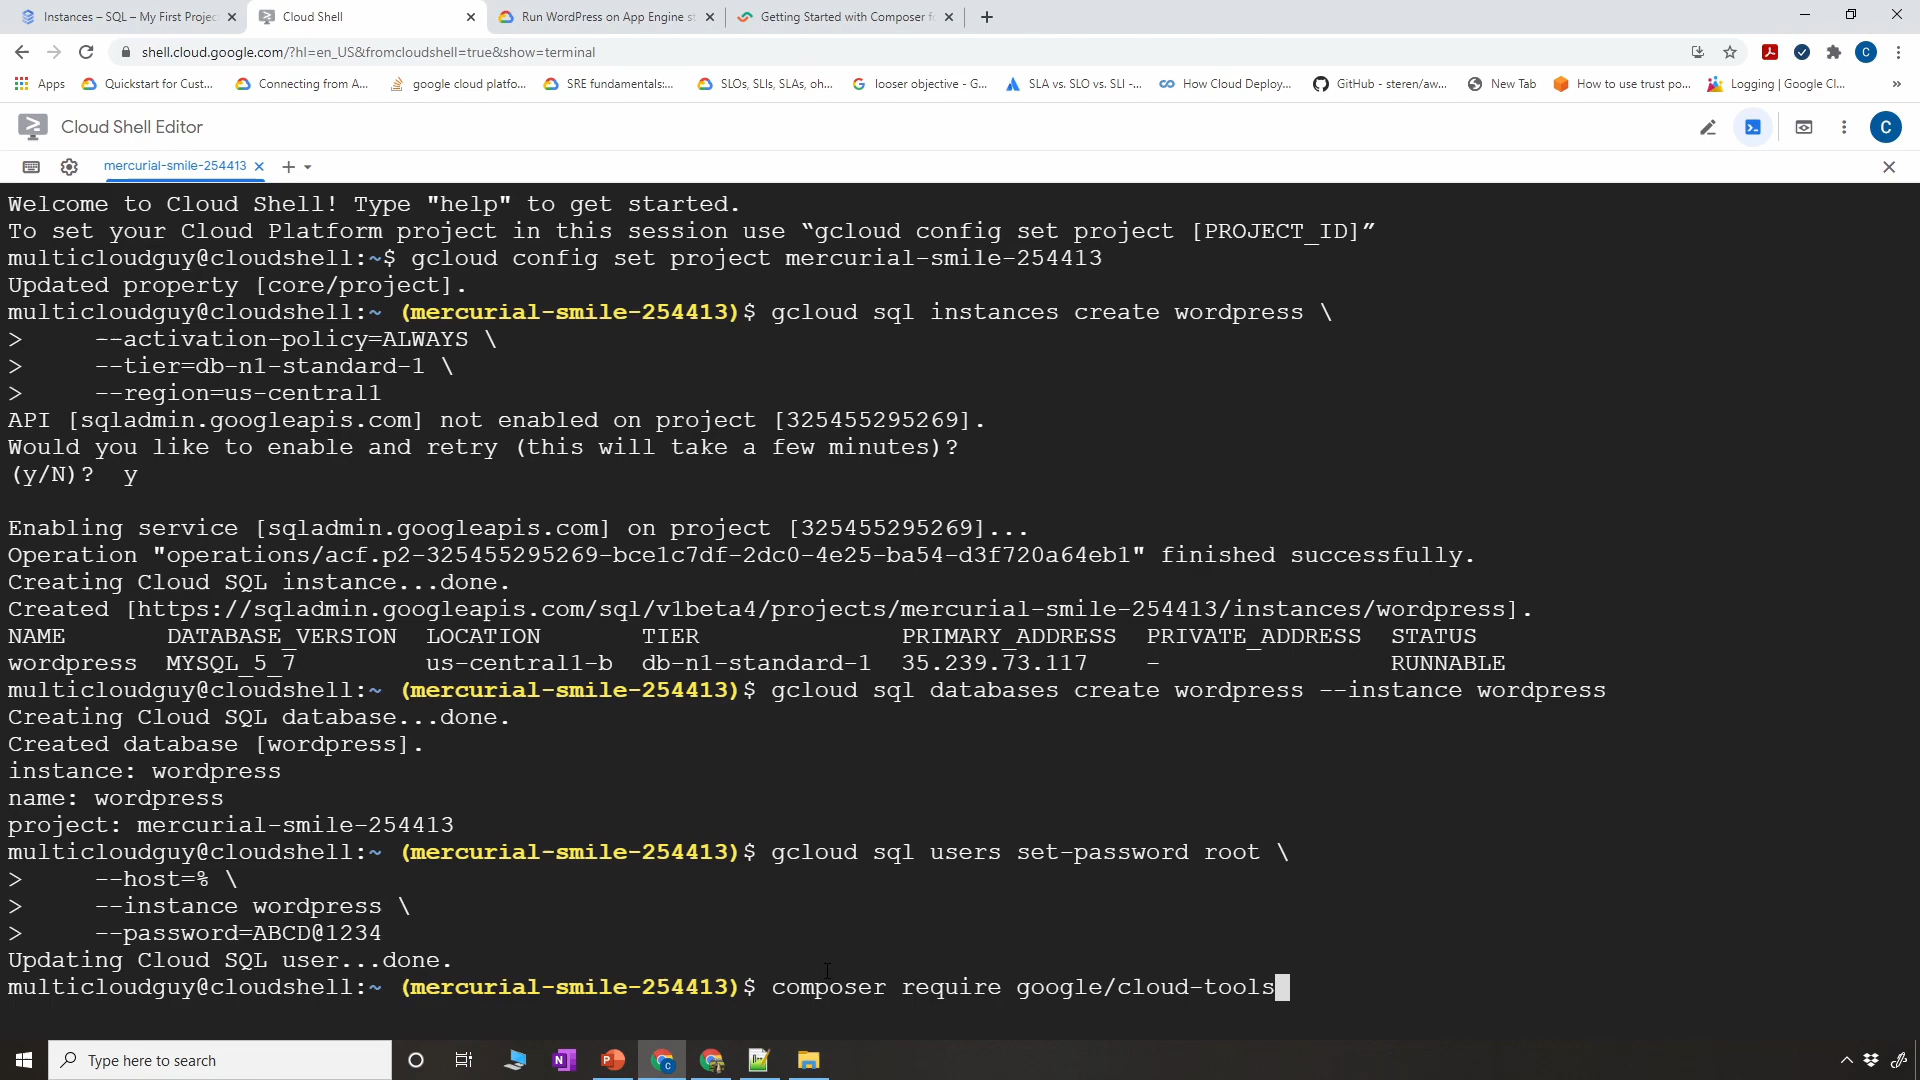 Instances – SQL – My First Projec
Cloud Shell
Run WordPress on App Engine st
Getting Started with Composer fo
shell.cloud.google.com/?hl=en_US&fromcloudshell=true&show=terminal
Apps
Quickstart for Cust...
Connecting from A...
google cloud platfo...
SRE fundamentals:...
SLOs, SLIs, SLAs, oh...
looser objective - G...
SLA vs. SLO vs. SLI -...
How Cloud Deploy...
GitHub - steren/aw...
New Tab
How to use trust po...
Logging | Google Cl...
Cloud Shell Editor
C
mercurial-smile-254413
Welcome to Cloud Shell! Type "help" to get started.
To set your Cloud Platform project in this session use “gcloud config set project [PROJECT_ID]”
multicloudguy@cloudshell:~$ gcloud config set project mercurial-smile-254413
Updated property [core/project].
multicloudguy@cloudshell:~ (mercurial-smile-254413)$ gcloud sql instances create wordpress \
>     --activation-policy=ALWAYS \
>     --tier=db-n1-standard-1 \
>     --region=us-central1
API [sqladmin.googleapis.com] not enabled on project [325455295269].
Would you like to enable and retry (this will take a few minutes)?
(y/N)?  y
Enabling service [sqladmin.googleapis.com] on project [325455295269]...
Operation "operations/acf.p2-325455295269-bce1c7df-2dc0-4e25-ba54-d3f720a64eb1" finished successfully.
Creating Cloud SQL instance...done.
Created [https://sqladmin.googleapis.com/sql/v1beta4/projects/mercurial-smile-254413/instances/wordpress].
NAME       DATABASE_VERSION  LOCATION       TIER              PRIMARY_ADDRESS  PRIVATE_ADDRESS  STATUS
wordpress  MYSQL_5_7         us-central1-b  db-n1-standard-1  35.239.73.117    -                RUNNABLE
multicloudguy@cloudshell:~ (mercurial-smile-254413)$ gcloud sql databases create wordpress --instance wordpress
Creating Cloud SQL database...done.
Created database [wordpress].
instance: wordpress
name: wordpress
project: mercurial-smile-254413
multicloudguy@cloudshell:~ (mercurial-smile-254413)$ gcloud sql users set-password root \
>     --host=% \
>     --instance wordpress \
>     --password=ABCD@1234
Updating Cloud SQL user...done.
multicloudguy@cloudshell:~ (mercurial-smile-254413)$ composer require google/cloud-tools
Type here to search